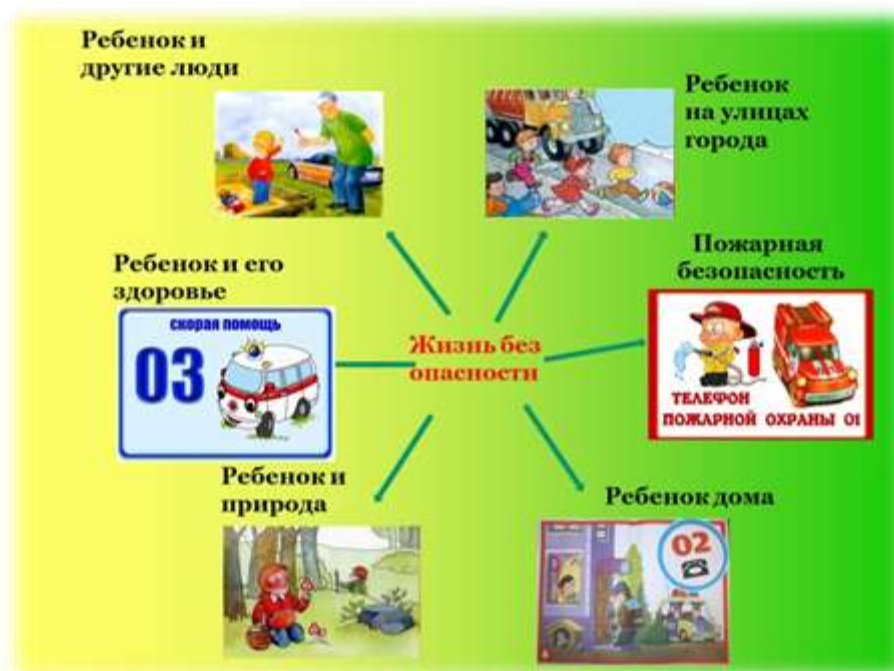 Ребенок и
другие люди
Ребенок
на улицах
города
Ребенок и его
здоровье
скорая помощь
03
Пожарная
безопасность
ТЕЛЕФОН
ПОЖАРНОЙ ОХРАНЫ 01
Жизнь без
опасности
Ребенок и
природа
Ребенок дома
02